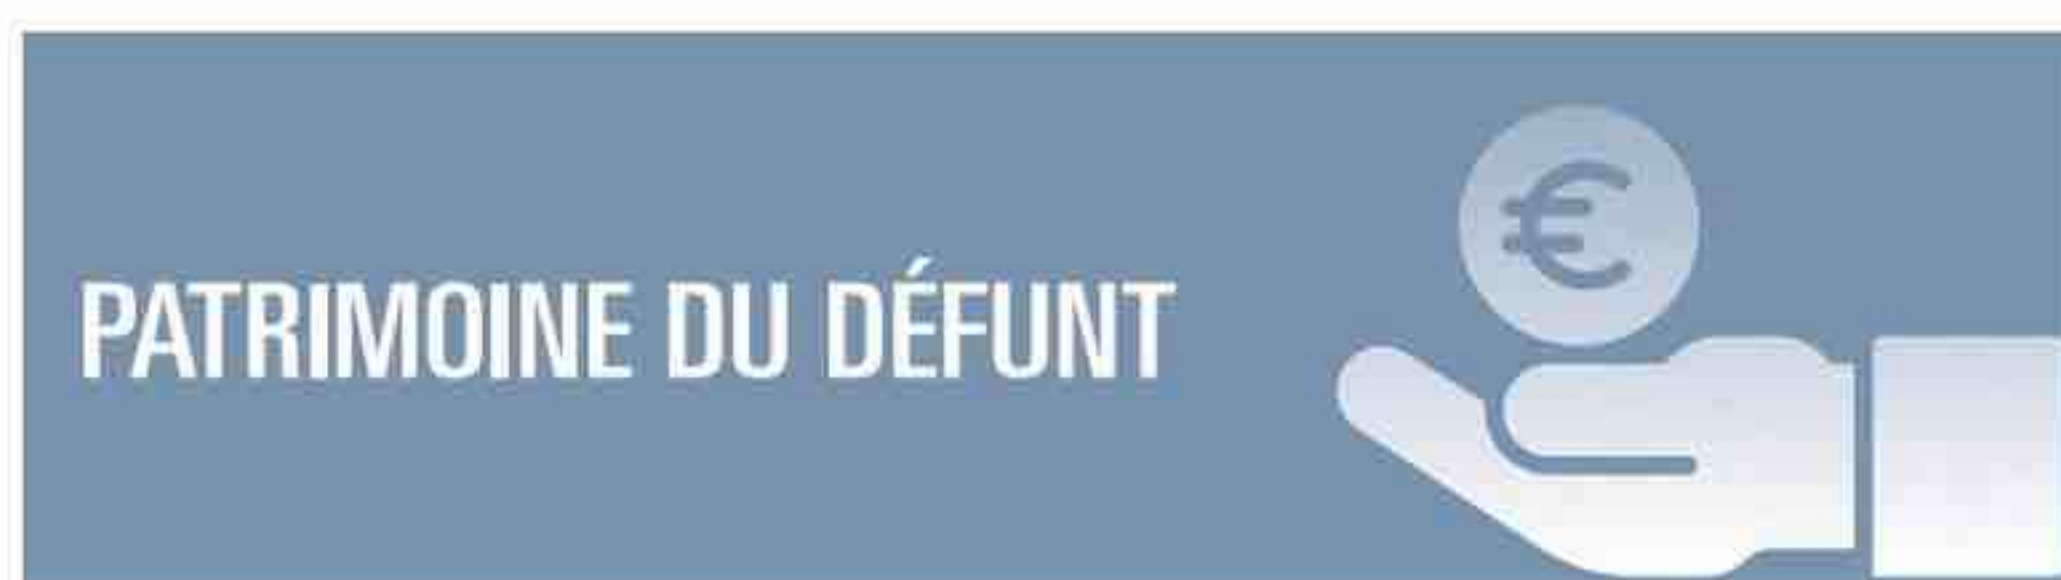 €
PATRIMOINE DU DÉFUNT